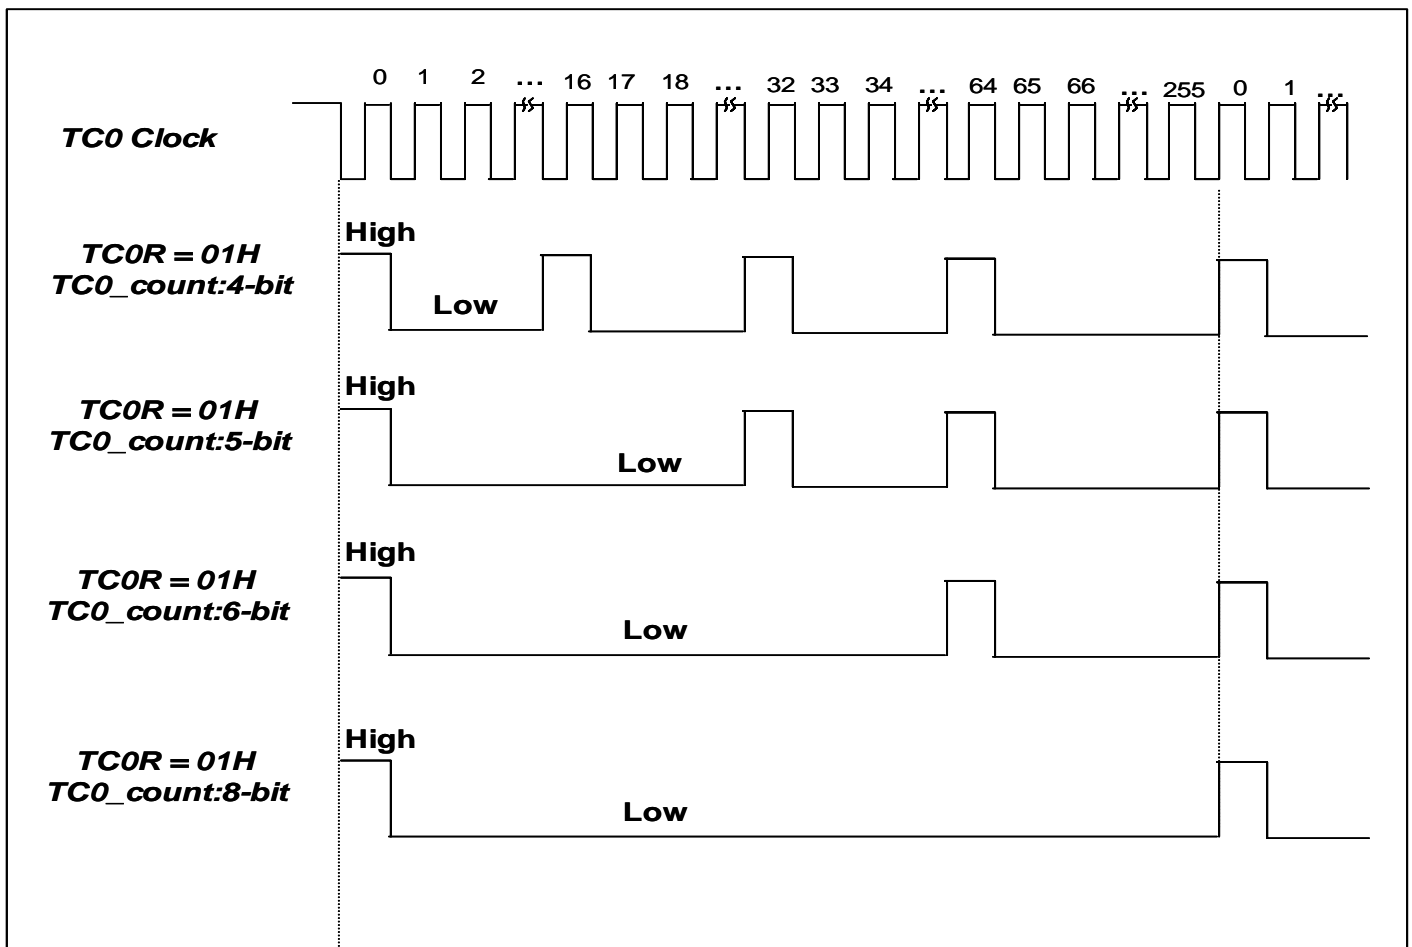 0 1 2 ... 16 17 18 ... 32 33 34 ... 64 65 66 ... 255 0 1 ...
TC0 Clock
High
TC0R = 01H
TC0_count:4-bit
Low
High
TC0R = 01H
TC0_count:5-bit
Low
High
TC0R = 01H
TC0_count:6-bit
Low
High
TC0R = 01H
TC0_count:8-bit
Low